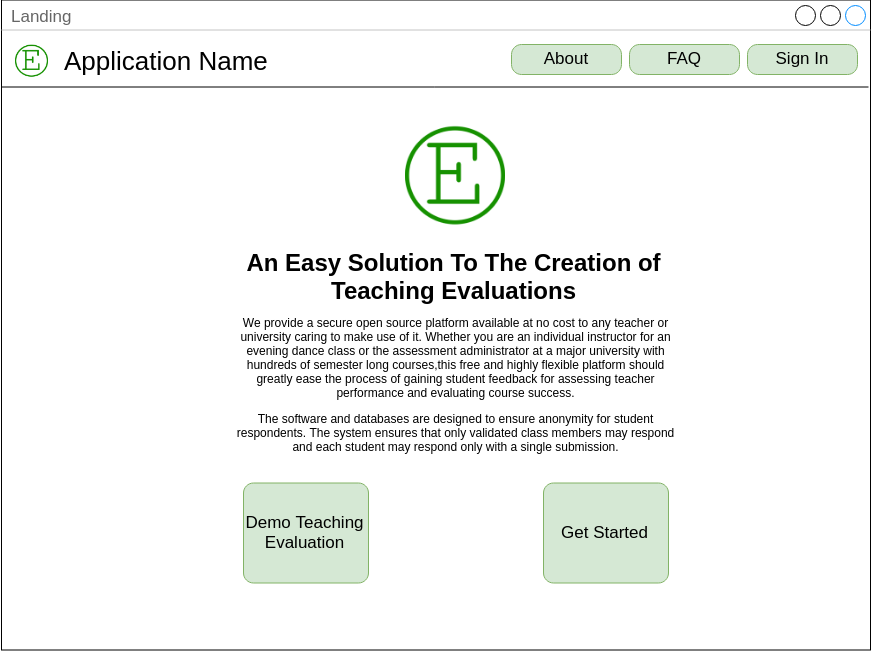 Landing
E Application Name
About
FAQ
Sign In
E
An Easy Solution To The Creation of
Teaching Evaluations
We provide a secure open source platform available at no cost to any teacher or
university caring to make use of it. Whether you are an individual instructor for an
evening dance class or the assessment administrator at a major university with
hundreds of semester long courses,this free and highly flexible platform should
greatly ease the process of gaining student feedback for assessing teacher
performance and evaluating course success.
The software and databases are designed to ensure anonymity for student
respondents. The system ensures that only validated class members may respond
and each student may respond only with a single submission.
Demo Teaching
Evaluation
Get Started